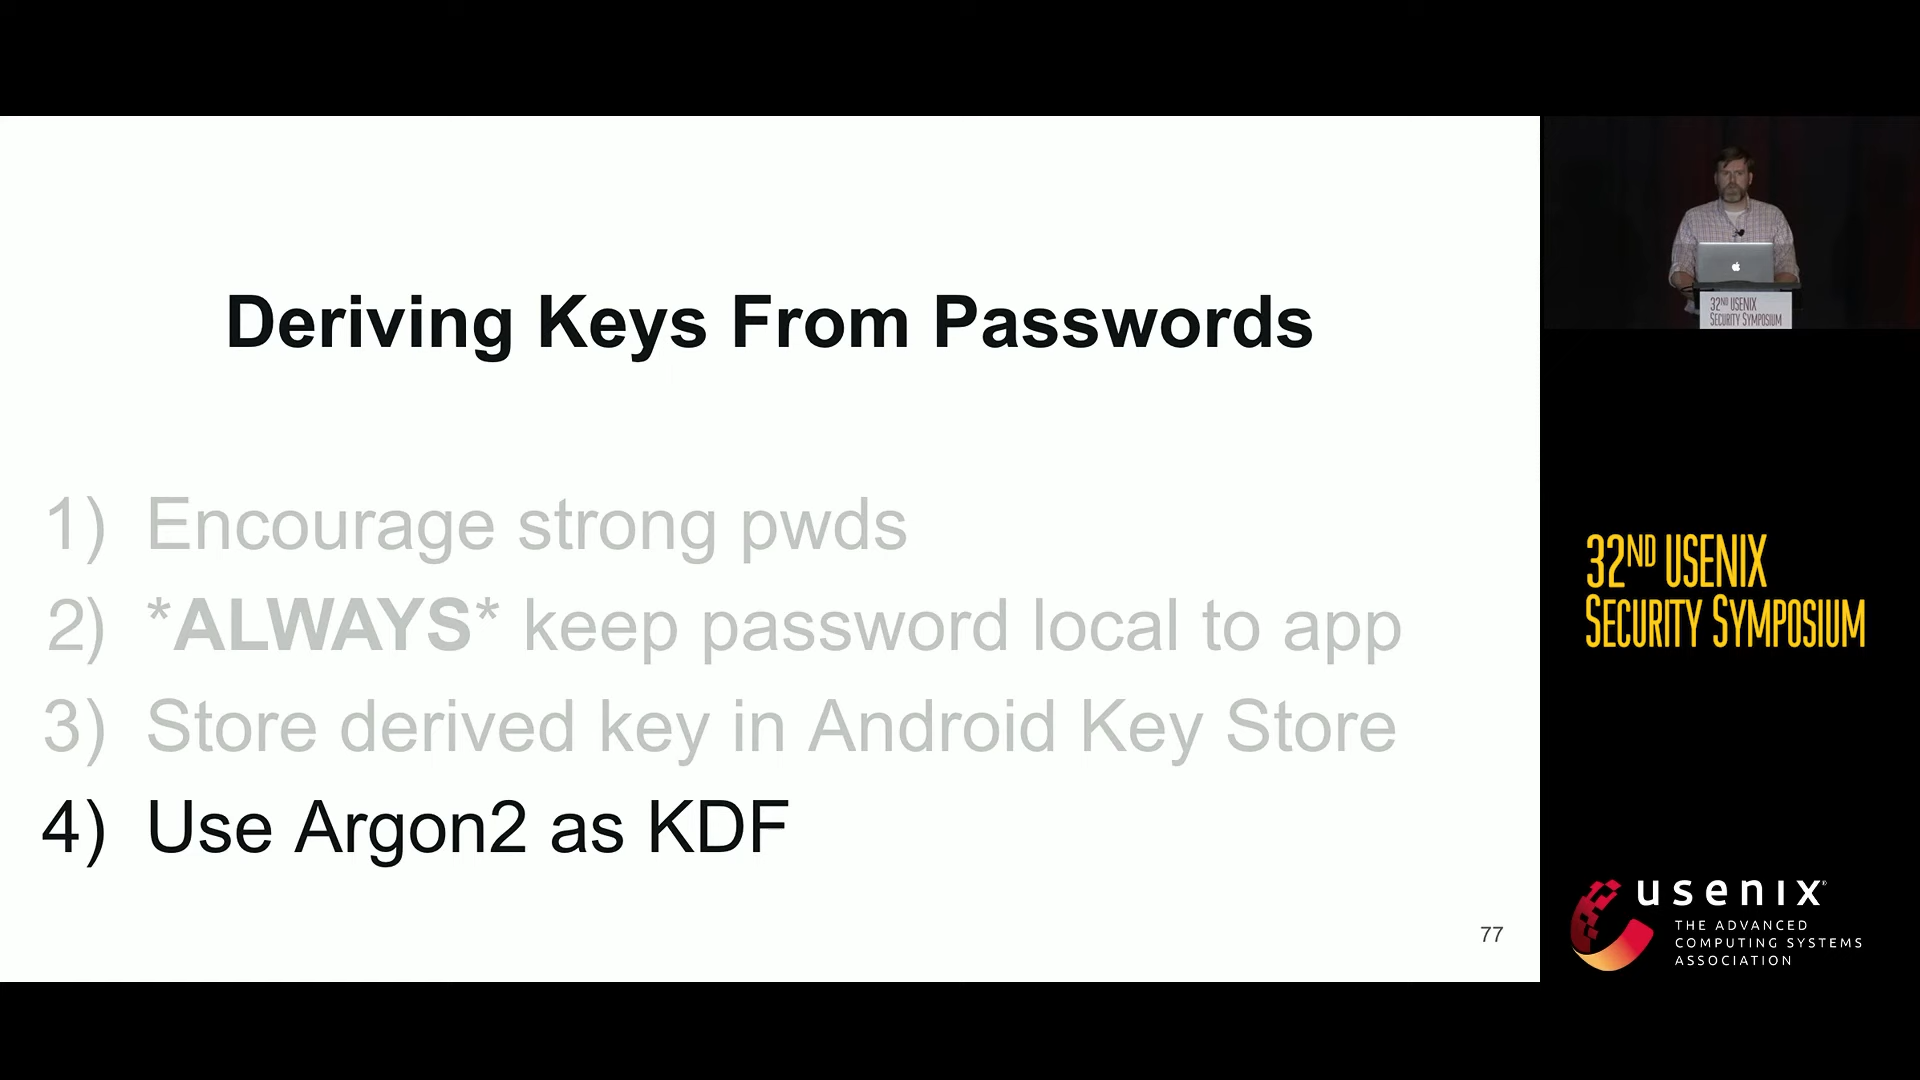 Deriving Keys From Passwords
1) Encourage strong pwds
2) *ALWAYS* keep password local to app
3) Store derived key in Android Key Store
4) Use Argon2 as KDF
77
32ND USENIX
SECURITY SYMPOSIUM
32ND USENIX
SECURITY SYMPOSIUM
usenix®
THE ADVANCED
COMPUTING SYSTEMS
ASSOCIATION